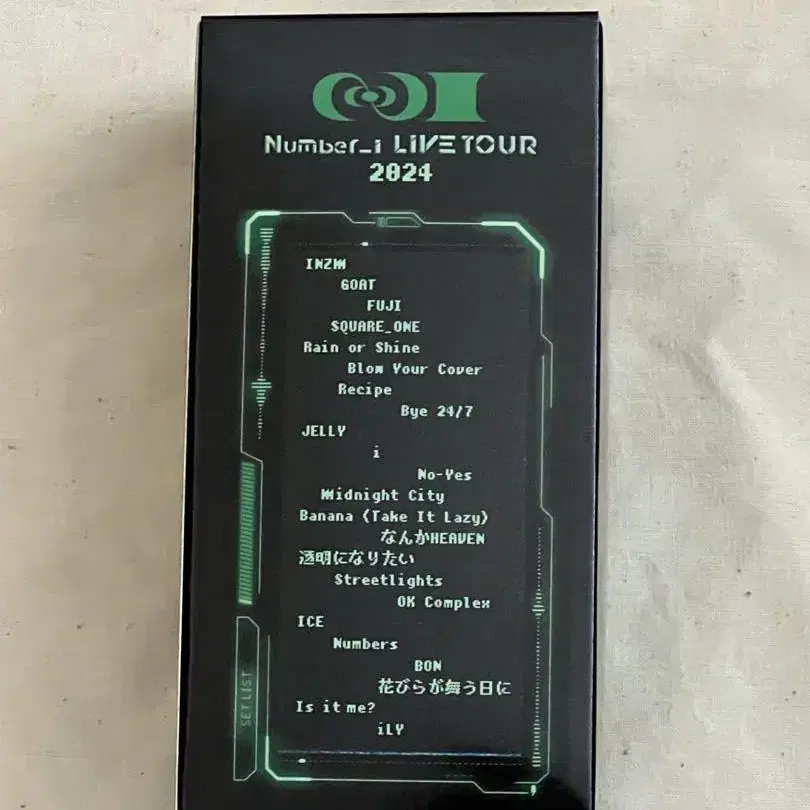 Number_i LIVE TOUR
2024
INZM
GOAT
FUJI
SQUARE_ONE
Rain or Shine
Blow Your Cover
Recipe
Bye 24/7
JELLY
i
No-Yes
Midnight City
Banana (Take It Lazy)
なんかHEAVEN
透明になりたい
Streetlights
OK Complex
ICE
Numbers
BON
花びらが舞う日に
Is it me?
iLY
SET LIST